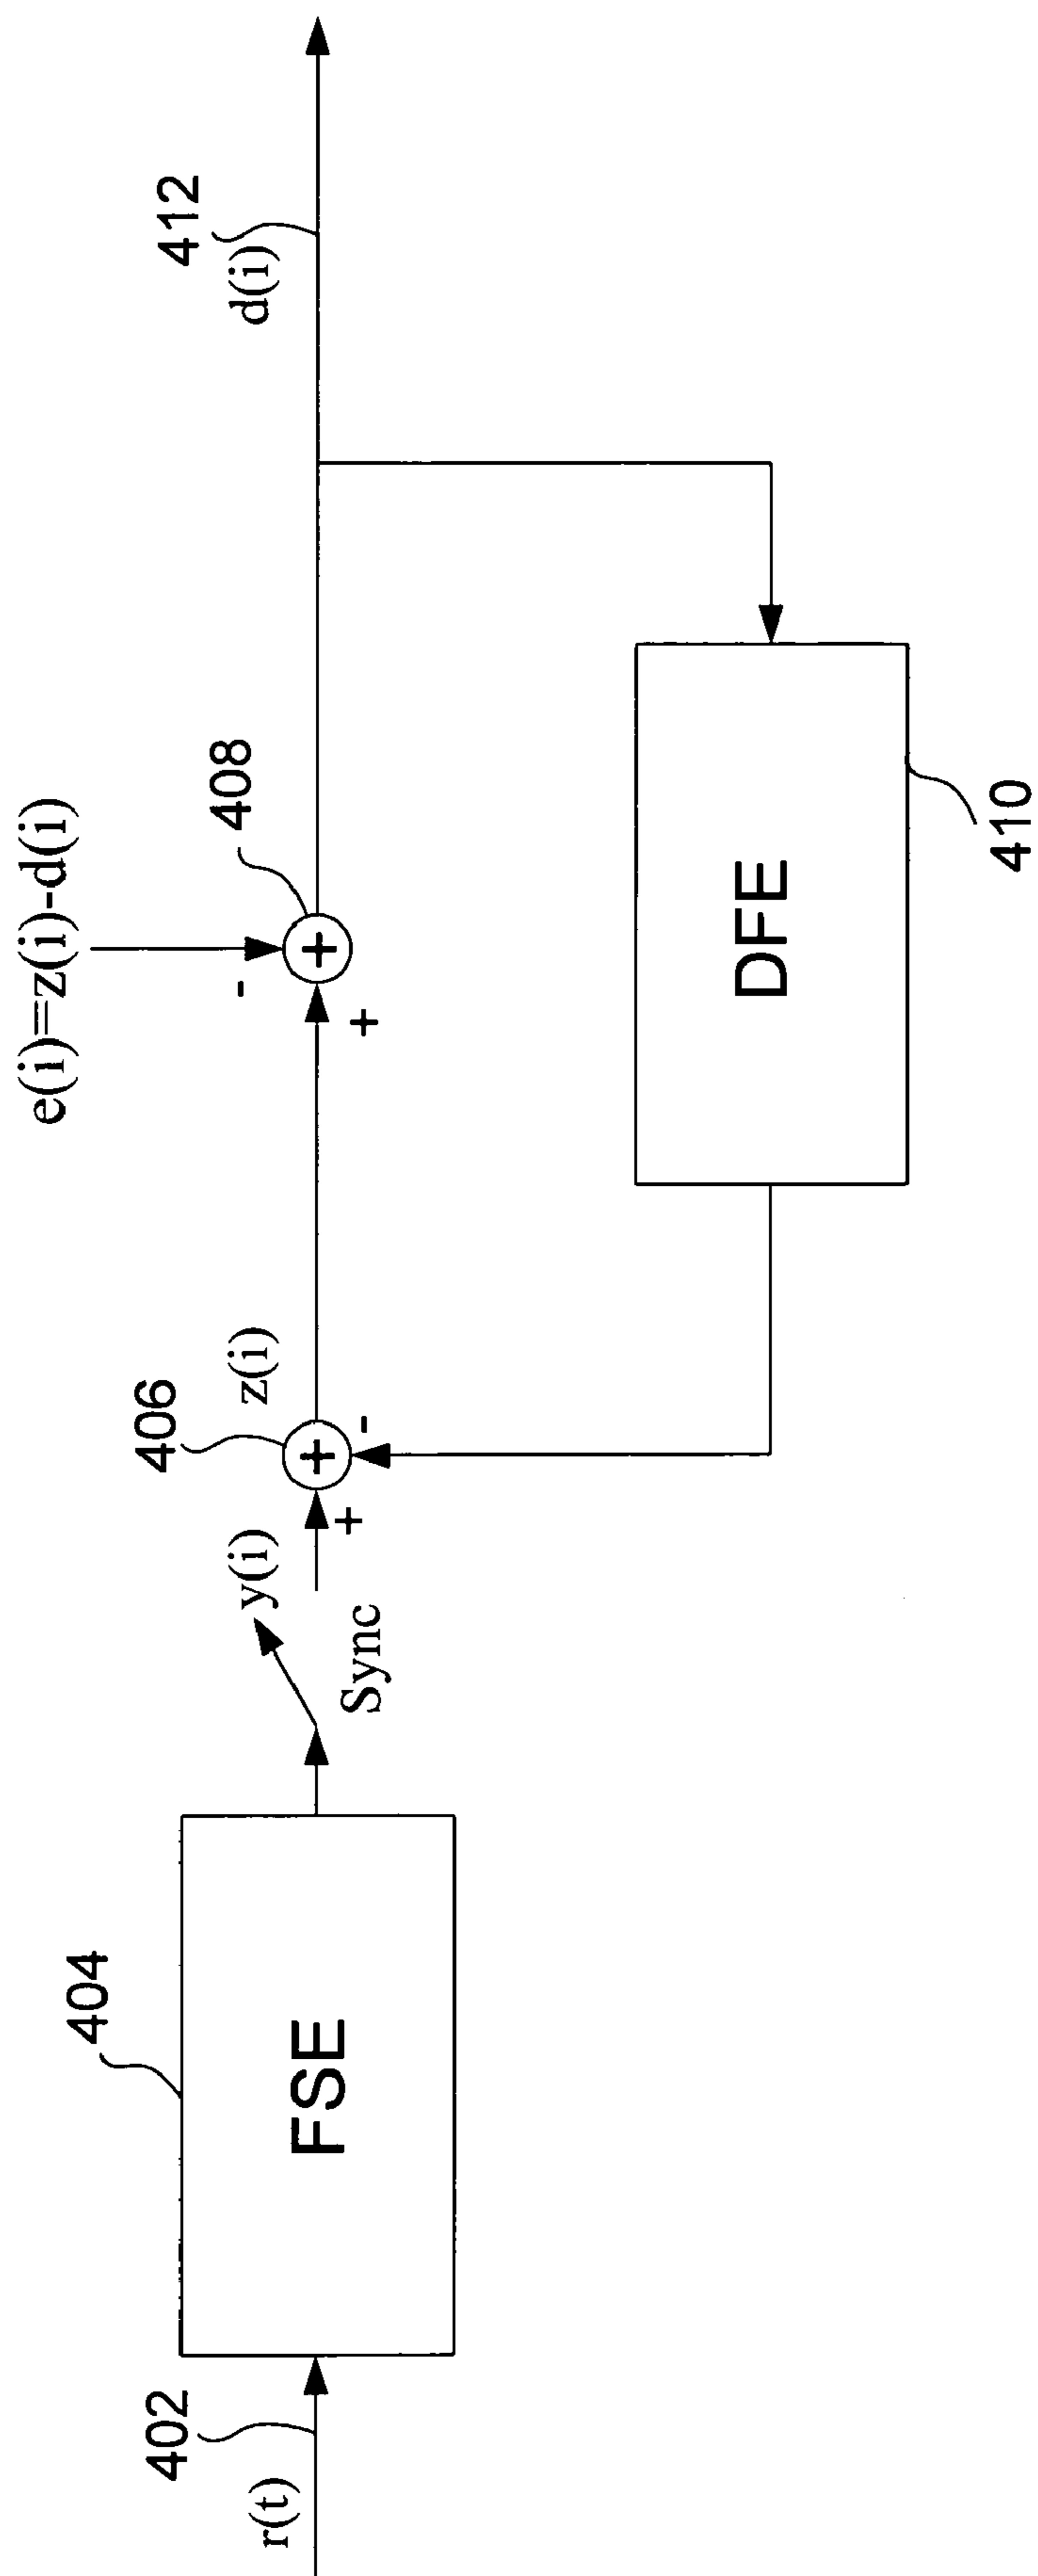 r(t)
402
404
FSE
y(i)
Sync
+
406
+
-
z(i)
e(i)=z(i)-d(i)
-
408
+
+
DFE
410
412
d(i)